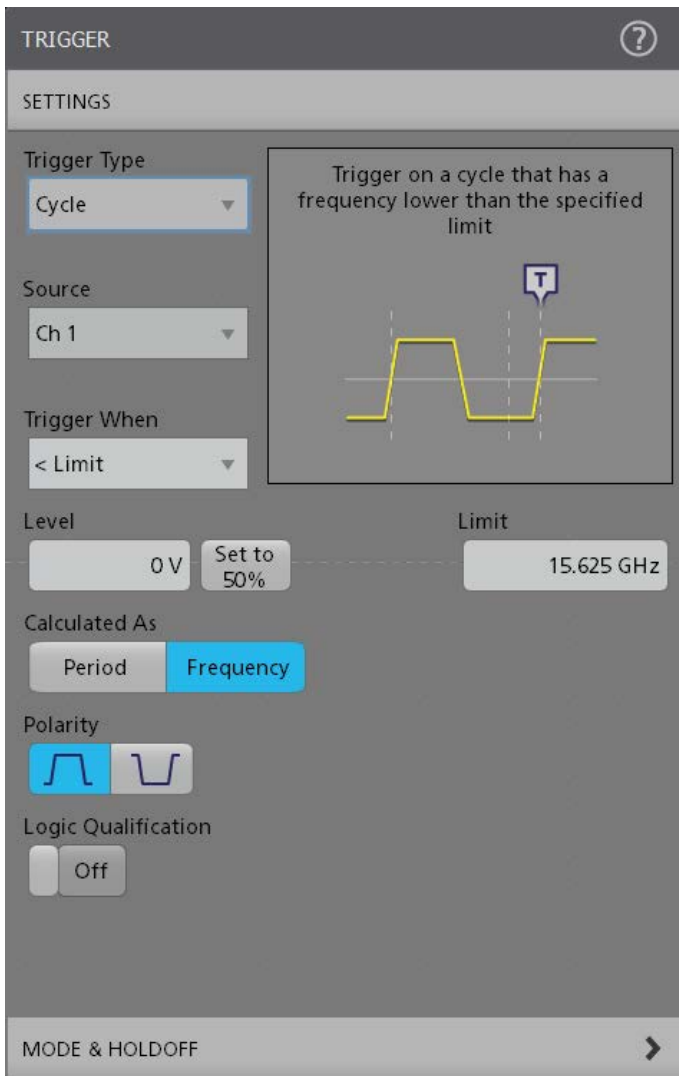 TRIGGER
?
SETTINGS
Trigger Type
Cycle
Trigger on a cycle that has a
frequency lower than the specified
limit
T
Source
Ch 1
Trigger When
< Limit
Level
Limit
0 V
Set to
50%
15.625 GHz
Calculated As
Period
Frequency
Polarity
Logic Qualification
Off
MODE & HOLDOFF